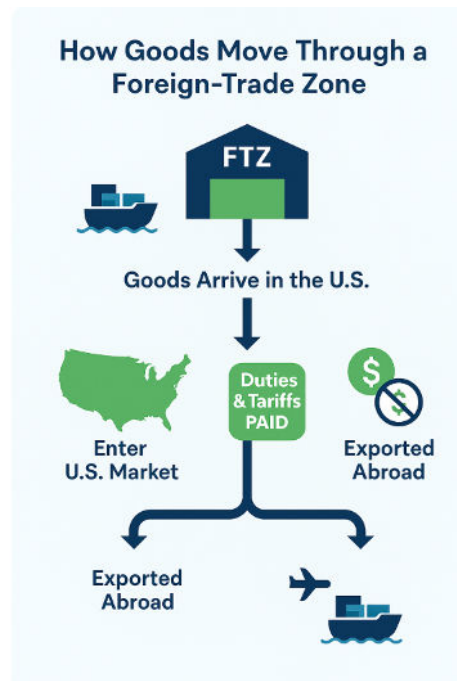 How Goods Move Through a
Foreign-Trade Zone
FTZ
Goods Arrive in the U.S.
Duties
& Tariffs
PAID
$
$
Enter
U.S. Market
Exported
Abroad
Exported
Abroad